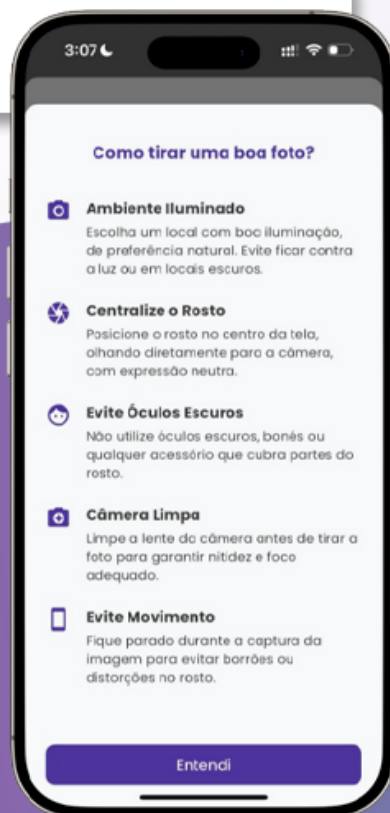 3:07
Como tirar uma boa foto?
Ambiente Iluminado
Escolha um local com boa iluminação,
de preferência natural. Evite ficar contra
a luz ou em locais escuros.
Centralize o Rosto
Posicione o rosto no centro da tela,
olhando diretamente para a câmera,
com expressão neutra.
Evite Óculos Escuros
Não utilize óculos escuros, bonés ou
qualquer acessório que cubra partes do
rosto.
Câmera Limpa
Limpe a lente da câmera antes de tirar a
foto para garantir nitidez e foco
adequado.
Evite Movimento
Fique parado durante a captura da
imagem para evitar borrões ou
distorções no rosto.
Entendi